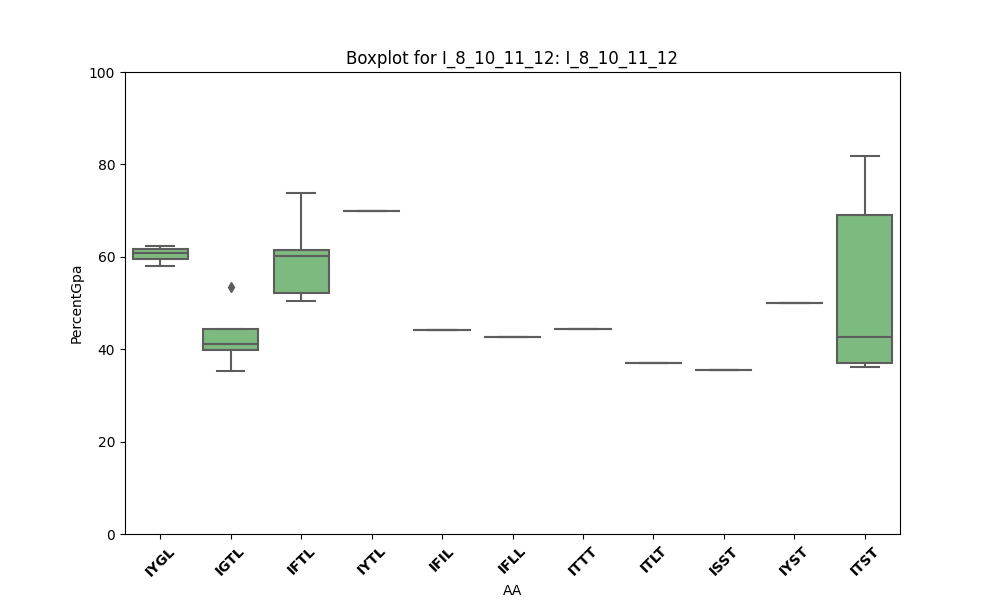 Boxplot for I_8_10_11_12: I_8_10_11_12
100
80
60
40
20
0
PercentGpa
IYGL
IGTL
IFTL
IYTL
IFIL
IFLL
ITTT
ITLT
ISST
IYST
ITST
AA